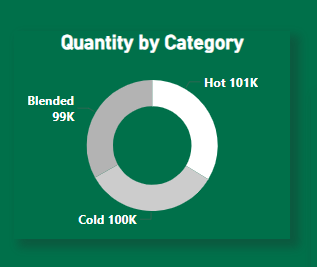 Quantity by Category
Hot 101K
Blended
99K
Cold 100K